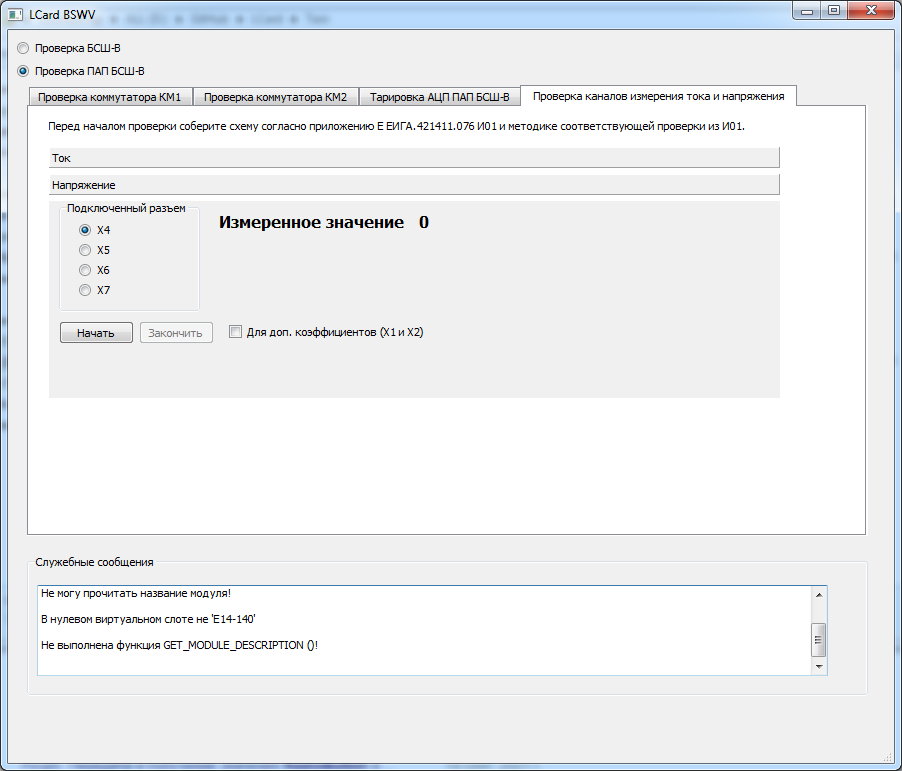 LCard BSWV
Проверка БСШ-В
Проверка ПАП БСШ-В
Проверка коммутатора КМ1
Проверка коммутатора КМ2
Тарировка АЦП ПАП БСШ-В
Проверка каналов измерения тока и напряжения
Перед началом проверки соберите схему согласно приложению Е ЕИГА.421411.076 И01 и методике соответствующей проверки из И01.
Ток
Напряжение
Подключенный разъем
Измеренное значение 0
X4
X5
X6
X7
Начать
Закончить
Для доп. коэффициентов (X1 и X2)
Служебные сообщения
Не могу прочитать название модуля!
В нулевом виртуальном слоте не 'E14-140'
Не выполнена функция GET_MODULE_DESCRIPTION ()!